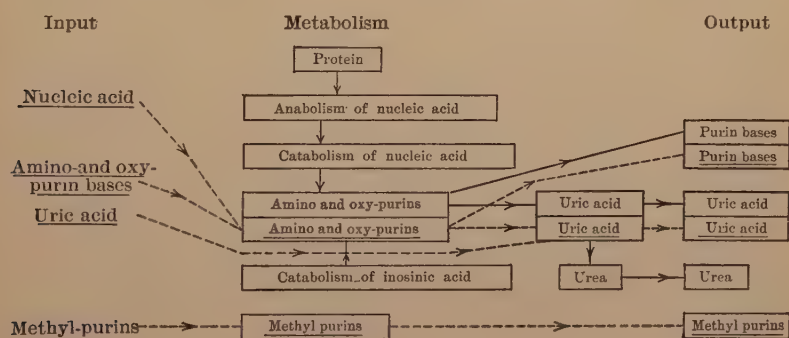 Input
Metabolism
Output
Protein
Nucleic acid
Anabolism of nucleic acid
Catabolism of nucleic acid
Purin bases
Purin bases
Amino-and oxy-
purin bases
Amino and oxy-purins
Uric acid
Uric acid
Uric acid
Amino and oxy-purins
Uric acid
Uric acid
Catabolism of inosinic acid
Urea
Urea
Methyl-purins
Methyl purins
Methyl purins